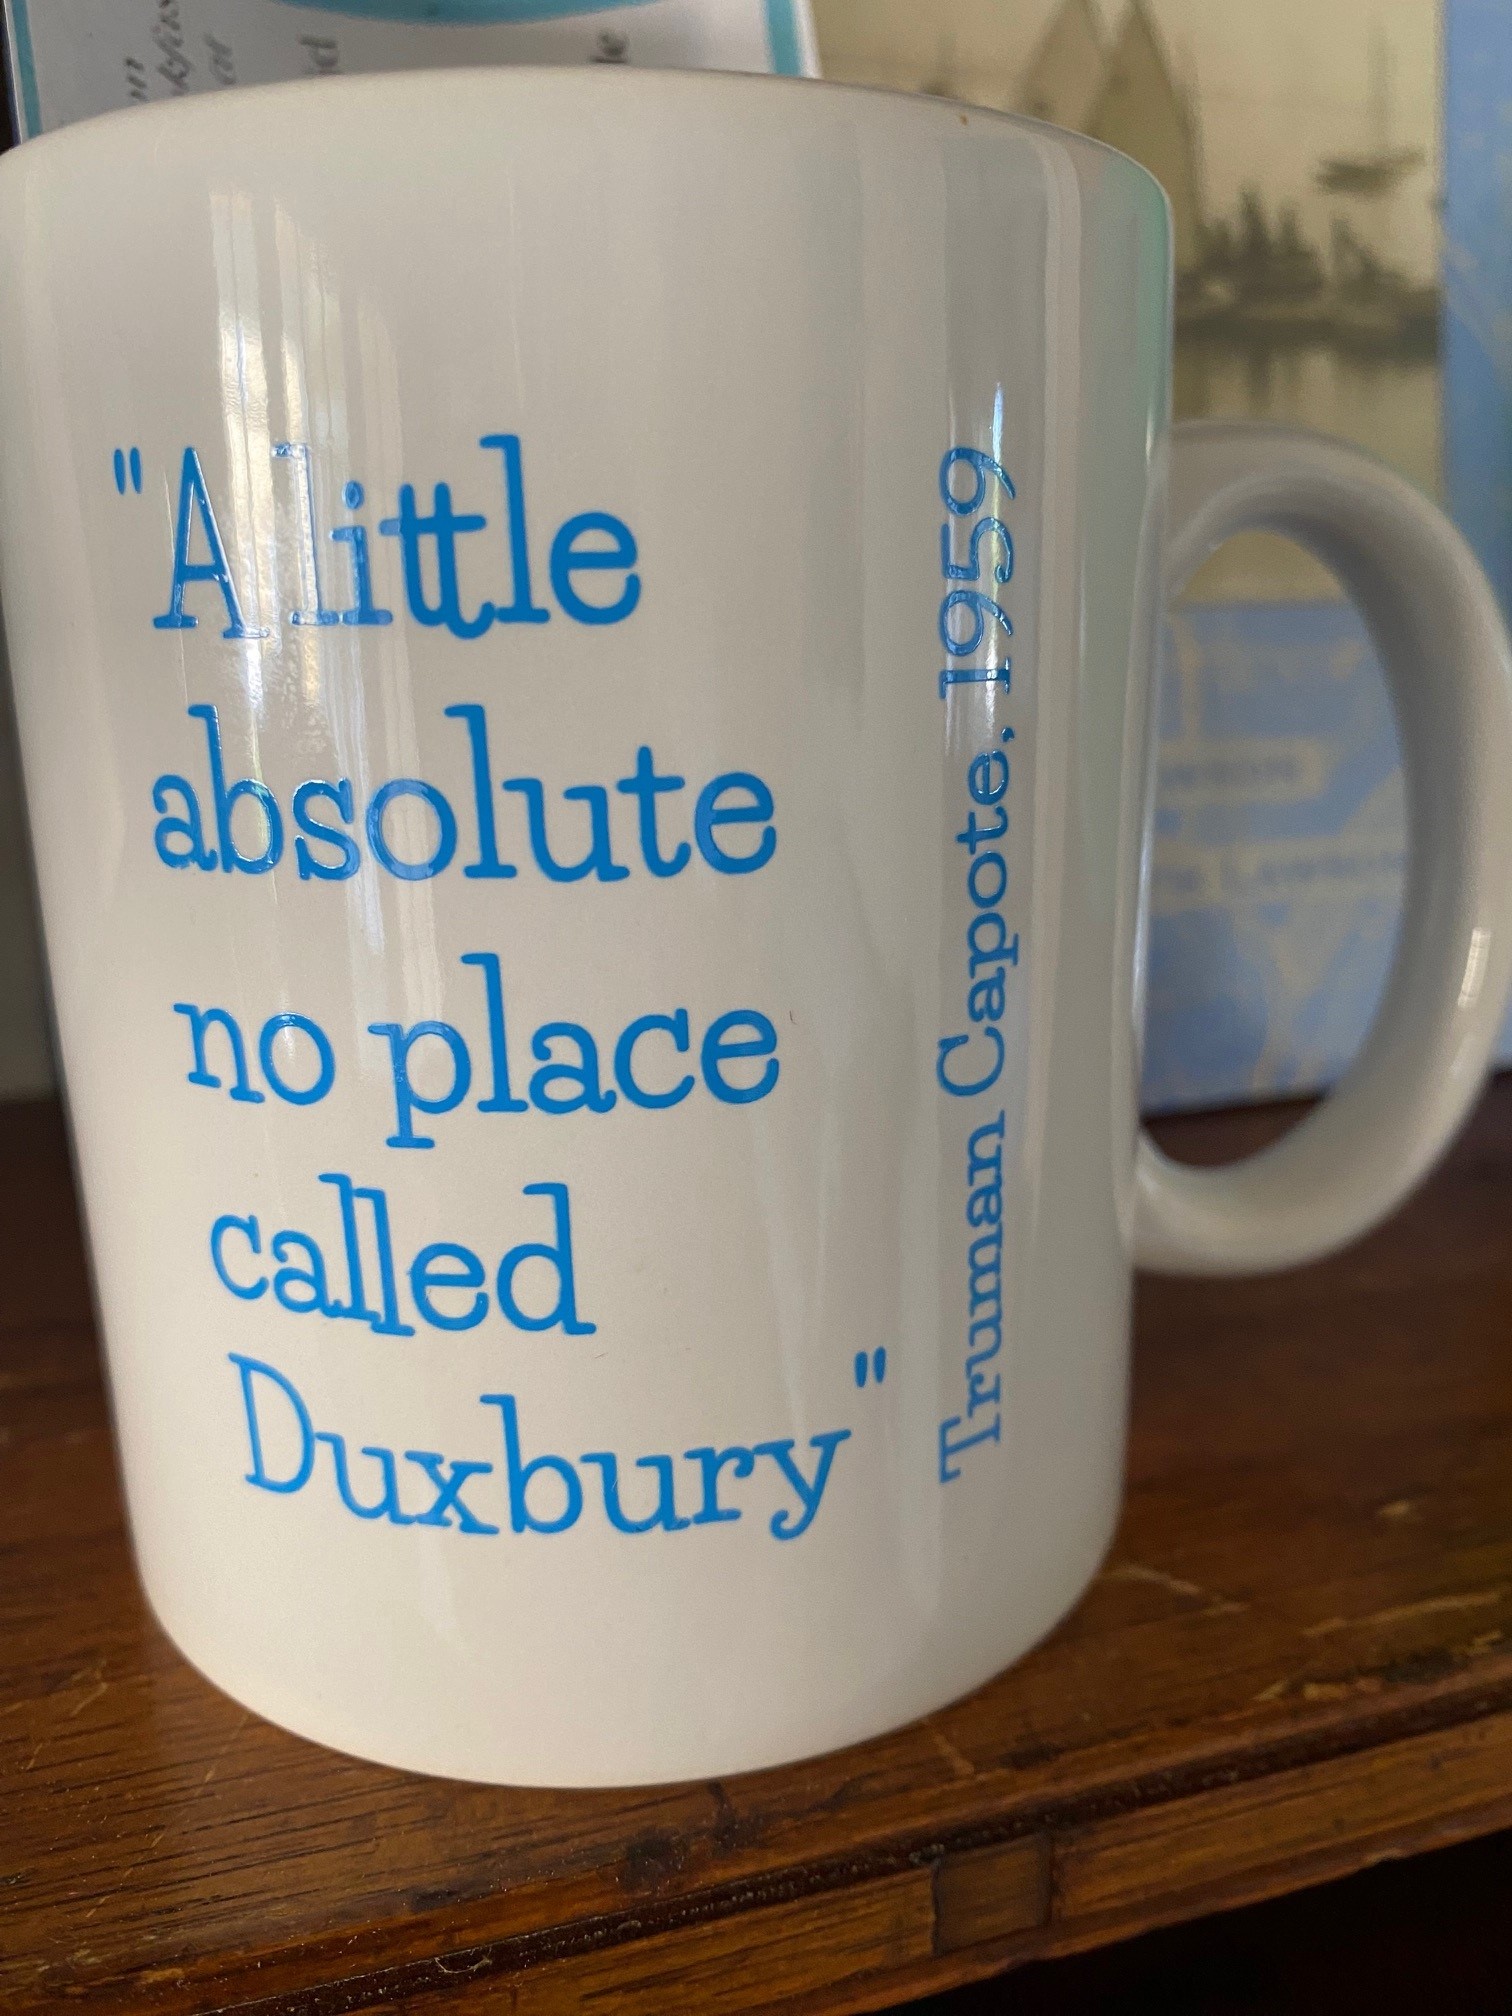 "A little
absolute
no place
called
Duxbury"
Truman Capote, 1959